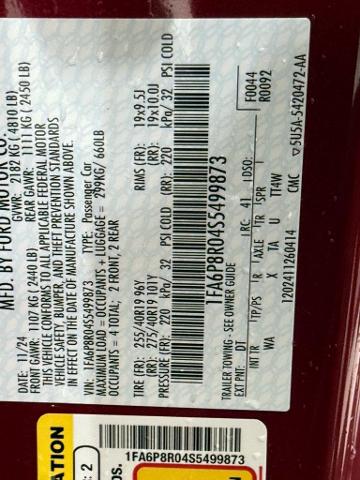 MFD. BY FORD MOTOR CO.
11/24 GVWR: 2182 KG ( 4810 LB)
FRONT GAWR: 1107 KG ( 2440 LB) REAR GAWR: 1111 KG ( 2450 LB)
THIS VEHICLE CONFORMS TO ALL APPLICABLE FEDERAL MOTOR
VEHICLE SAFETY, BUMPER, AND THEFT PREVENTION STANDARDS
IN EFFECT ON THE DATE OF MANUFACTURE SHOWN ABOVE.
VIN: 1FA6P8R04S5499873 TYPE: Passenger Car
MAXIMUM LOAD = OCCUPANTS + LUGGAGE = 299KG/ 660LB
OCCUPANTS = 4 TOTAL; 2 FRONT, 2 REAR
TIRE (FR): 255/40R19 96Y RIMS (FR): 19x9.5J
(RR): 275/40R19 101Y (RR): 19x10.0J
PRESSURE (FR): 220 kPa/ 32 PSI COLD (RR): 220 kPa/ 32 PSI COLD
1FA6P8R04S5499873
TRAILER TOWING - SEE OWNER GUIDE
F0044
R0092
EXT PNT: DT RC: 41 DSO:
INT TR TP/PS R AXLE TR SPR
WA X TA U TT4W
1202411260414 CMC 5U5A-5420472-AA
1FA6P8R04S5499873
: 2